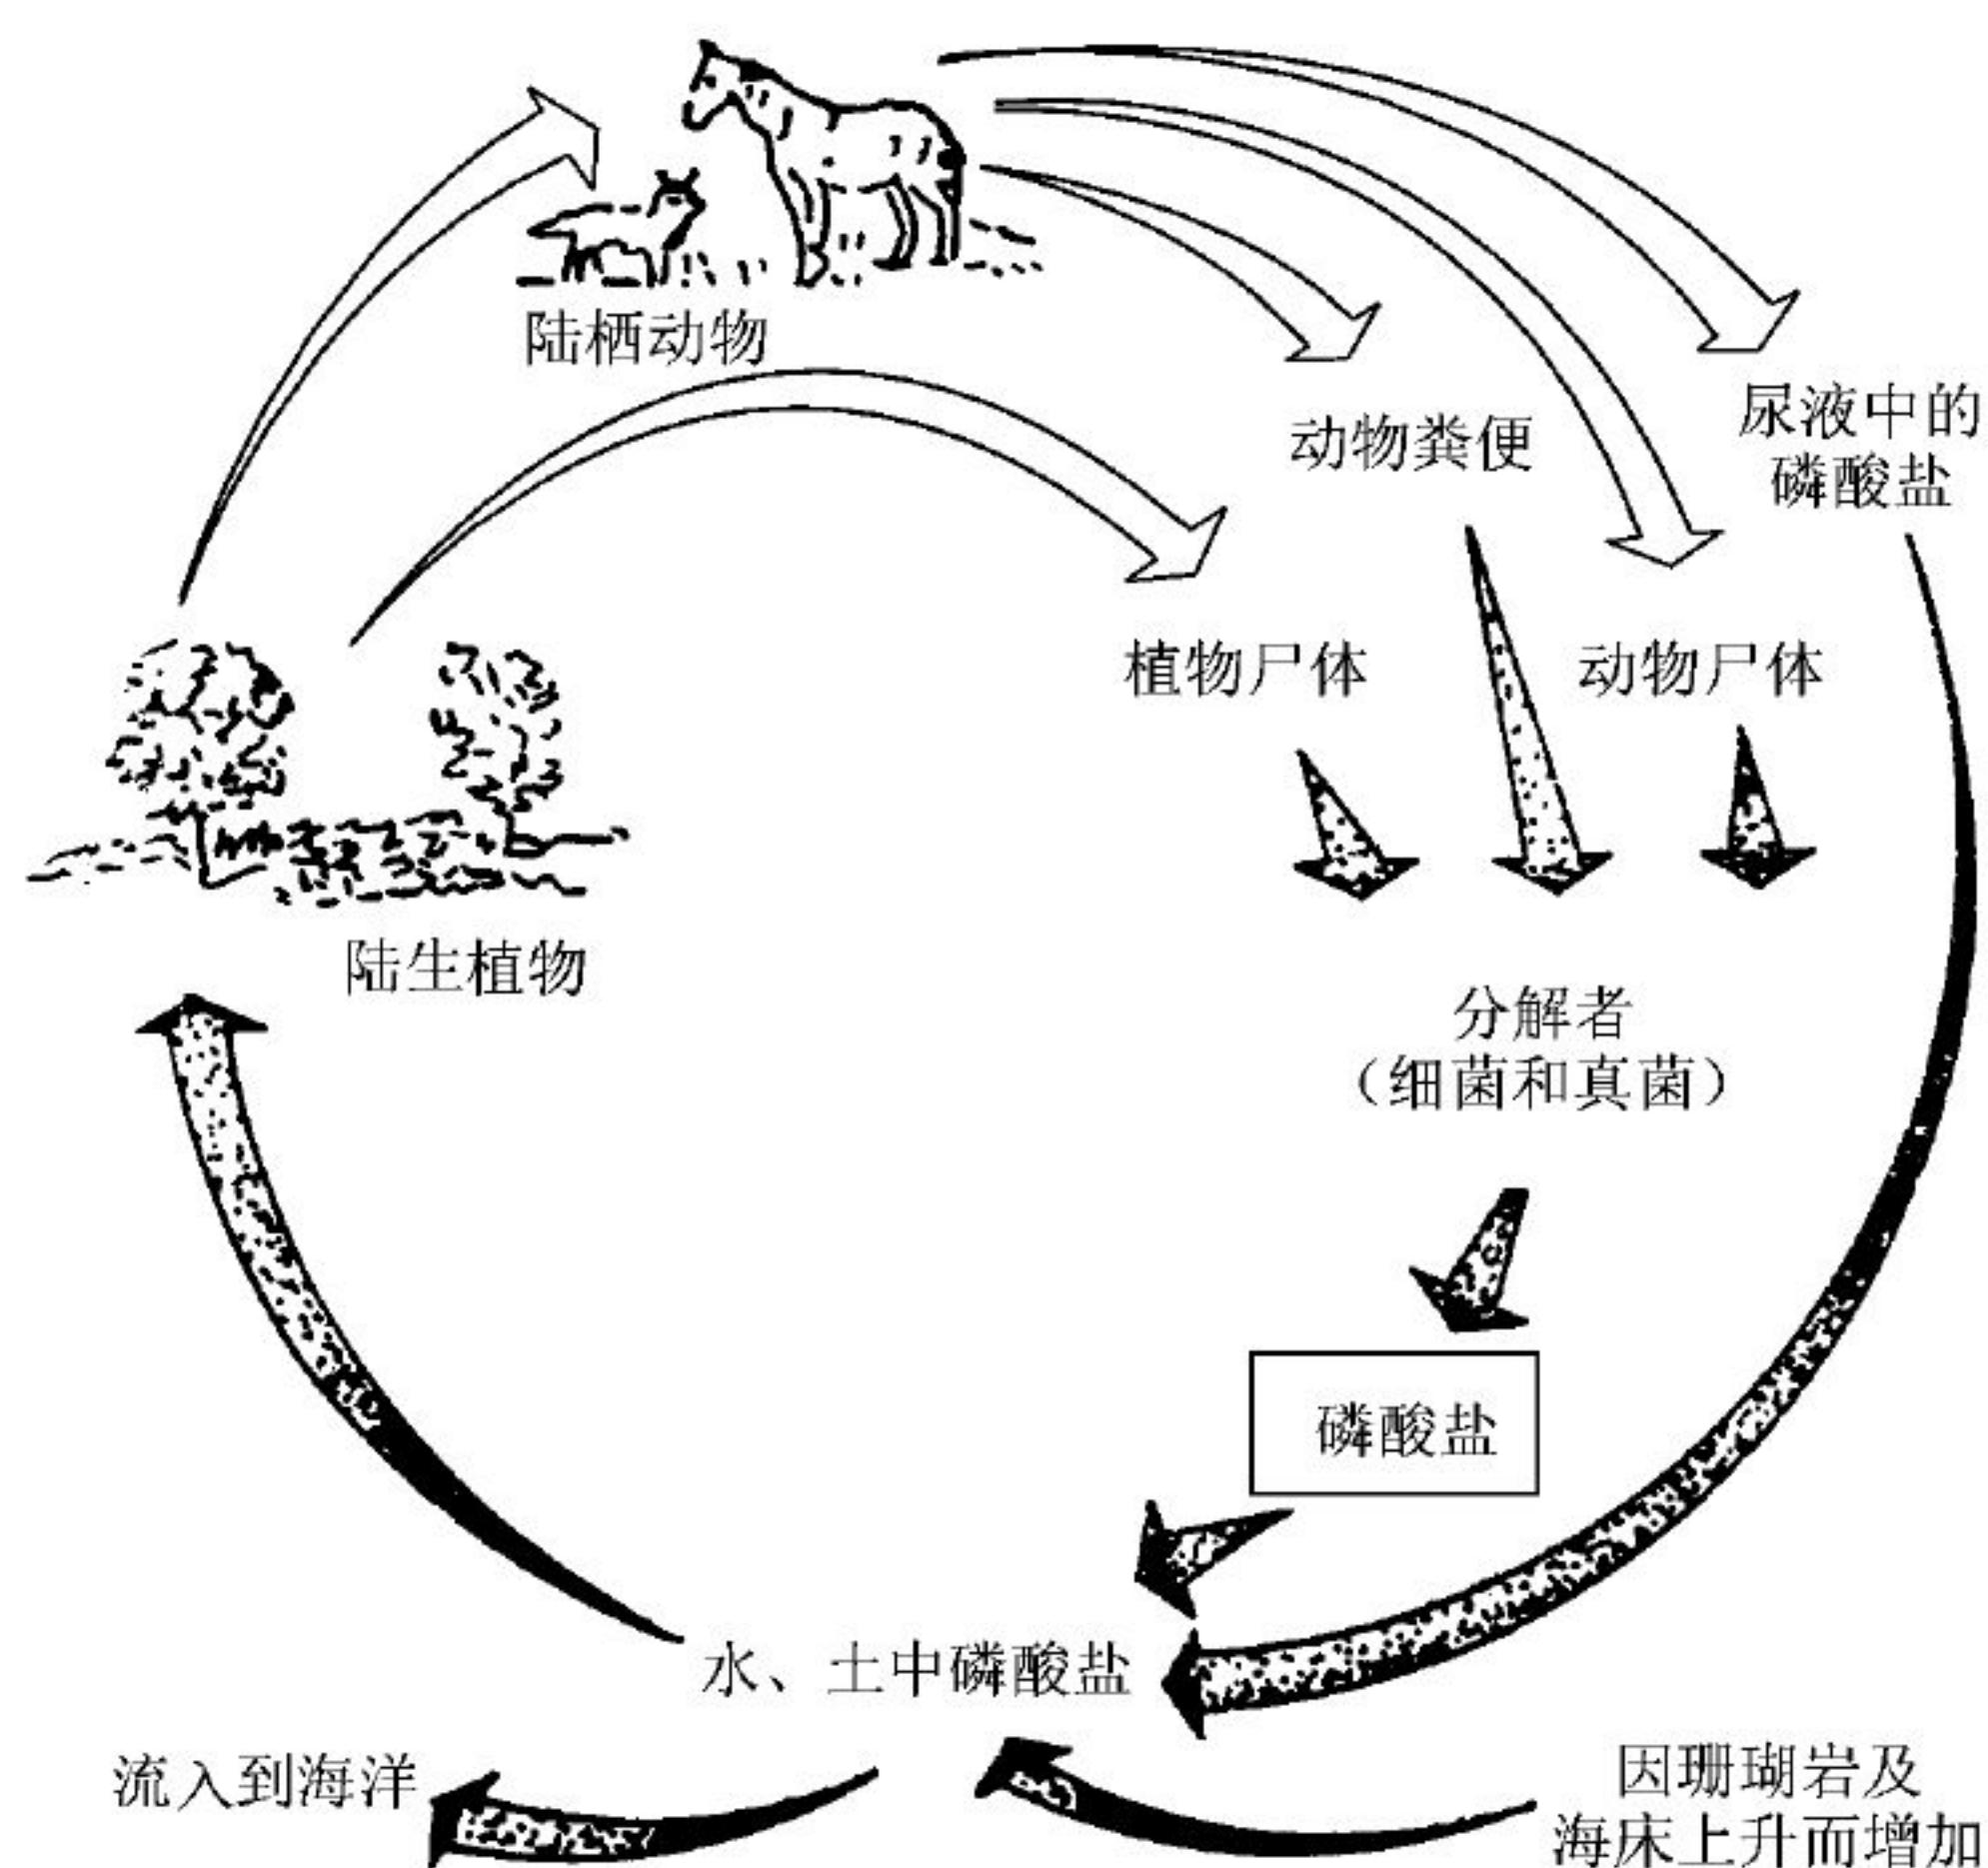 陆栖动物
尿液中的
磷酸盐
动物粪便
植物尸体
动物尸体
陆生植物
分解者
（细菌和真菌）
磷酸盐
水、土中磷酸盐
流入到海洋
因珊瑚岩及
海床上升而增加